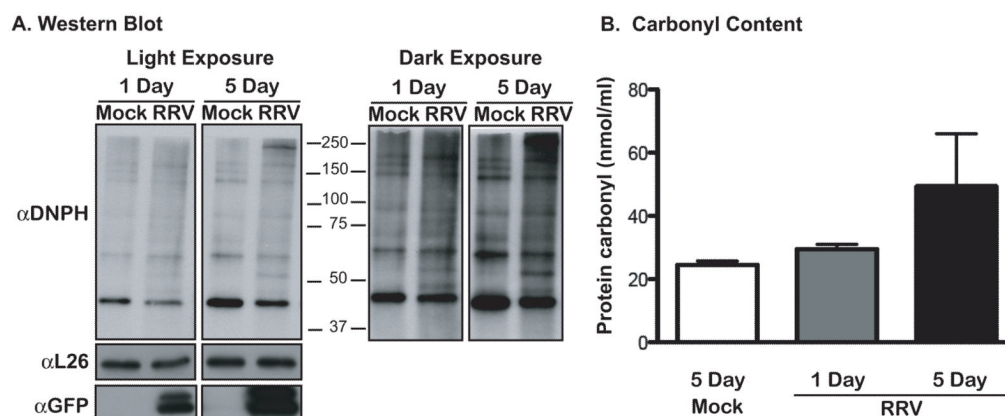 A. Western Blot
Light Exposure
Dark Exposure
1 Day 5 Day
1 Day 5 Day
Mock RRV Mock RRV
Mock RRV Mock RRV
250
150
100
75
50
37
αDNPH
αL26
αGFP
B. Carbonyl Content
Protein carbonyl (nmol/ml)
80
60
40
20
0
5 Day 1 Day 5 Day
Mock RRV